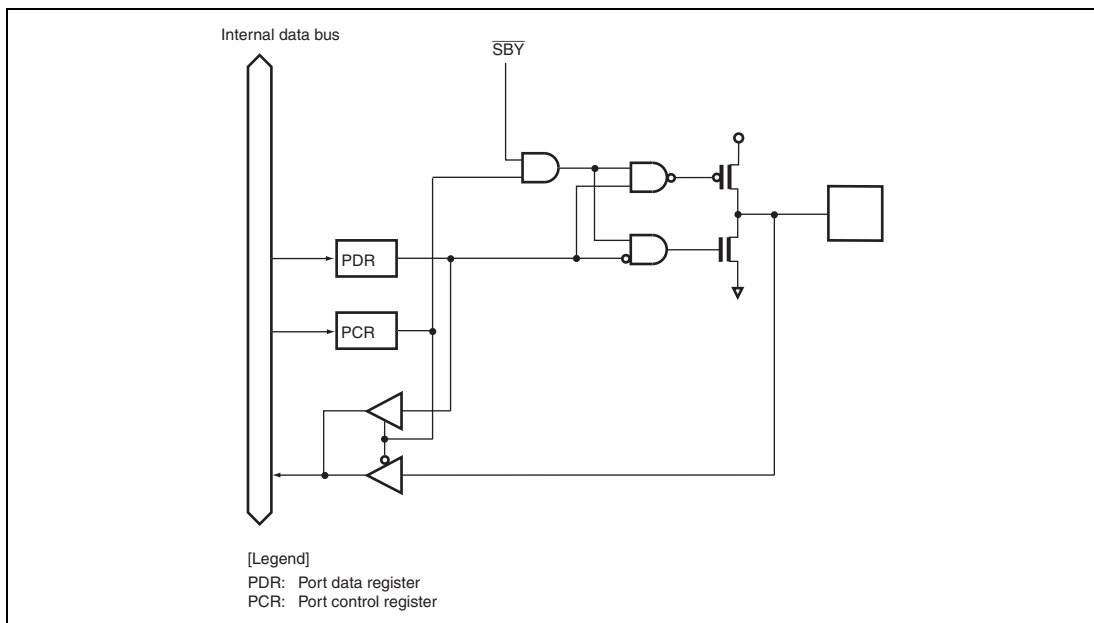 Internal data bus
SBY
PDR
PCR
[Legend]
PDR: Port data register
PCR: Port control register